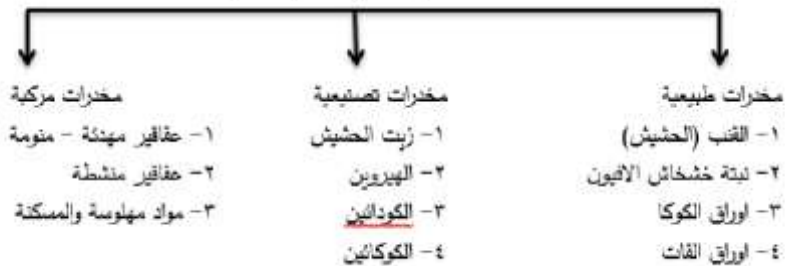 مخدرات طبيعية
١- القنب (الحشيش)
٢- نبتة خشخاش الافيون
٣- اوراق الكوكا
٤- اوراق القات
مخدرات تصنيعية
١- زيت الحشيش
٢- الهيروين
٣- الكودائين
٤- الكوكائين
مخدرات مركبة
١- عقاقير مهدئة - منومة
٢- عقاقير منشطة
٣- مواد مهلوسة والمسكنة